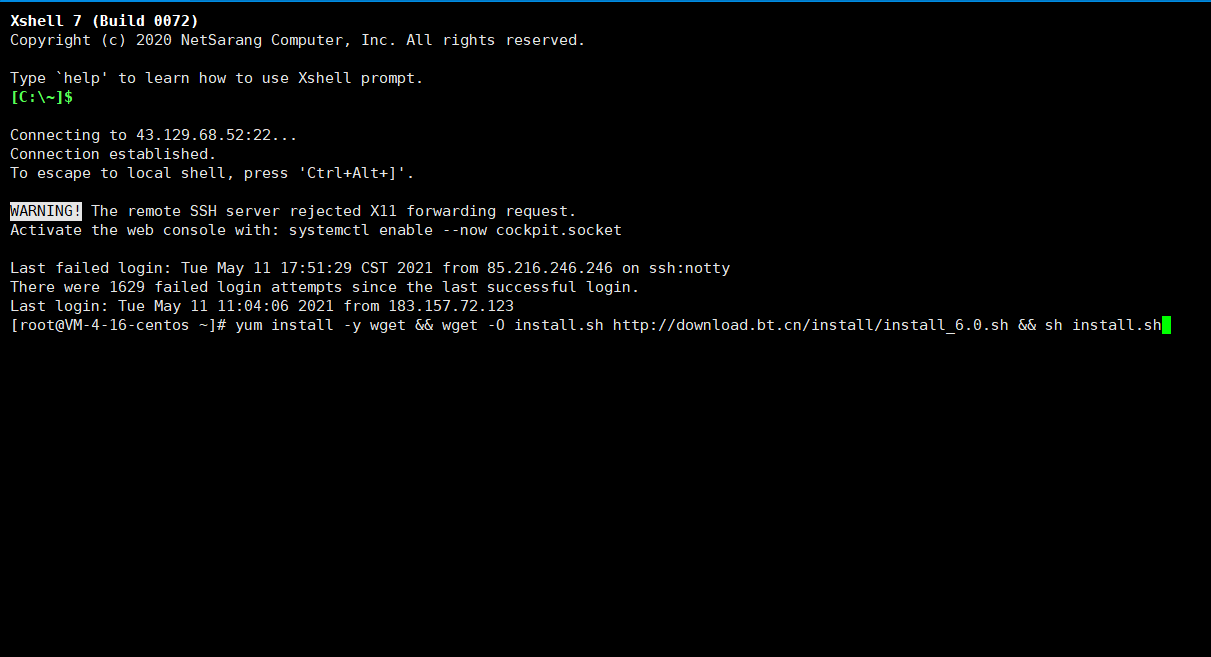 Xshell 7 (Build 0072)
Copyright (c) 2020 NetSarang Computer, Inc. All rights reserved.
Type `help' to learn how to use Xshell prompt.
[C:\~]$
Connecting to 43.129.68.52:22...
Connection established.
To escape to local shell, press 'Ctrl+Alt+]'.
WARNING! The remote SSH server rejected X11 forwarding request.
Activate the web console with: systemctl enable --now cockpit.socket
Last failed login: Tue May 11 17:51:29 CST 2021 from 85.216.246.246 on ssh:notty
There were 1629 failed login attempts since the last successful login.
Last login: Tue May 11 11:04:06 2021 from 183.157.72.123
[root@VM-4-16-centos ~]# yum install -y wget && wget -O install.sh http://download.bt.cn/install/install_6.0.sh && sh install.sh